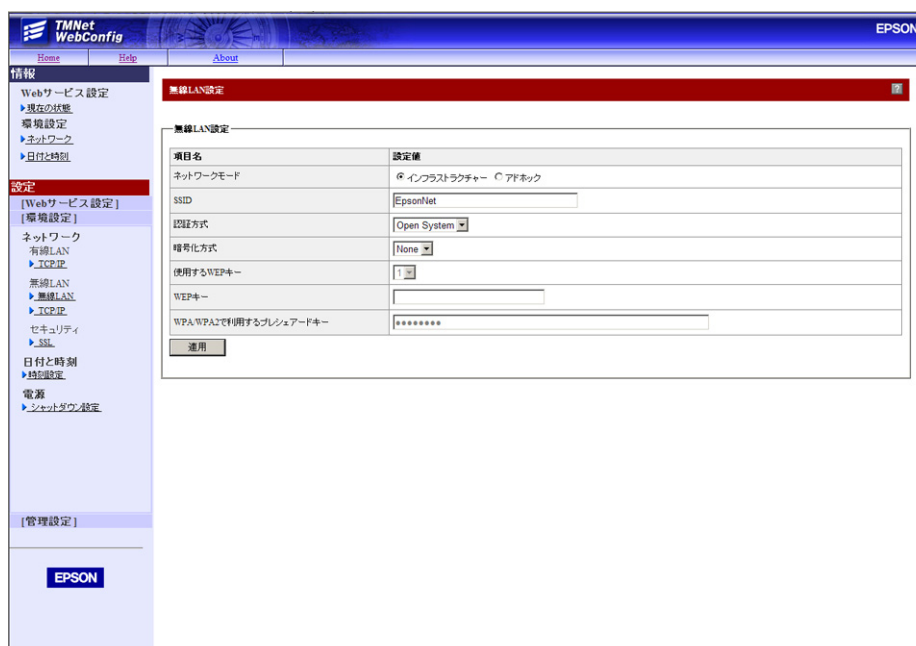 TMNet
WebConfig
EPSON
Home Help About
情報
Webサービス設定
現在の状態
環境設定
ネットワーク
日付と時刻
設定
[Webサービス設定]
[環境設定]
ネットワーク
有線LAN
TCP/IP
無線LAN
無線LAN
TCP/IP
セキュリティ
SSL
日付と時刻
時刻設定
電源
シャットダウン設定
[管理設定]
EPSON
無線LAN設定 ?
無線LAN設定
項目名 設定値
ネットワークモード インフラストラクチャー アドホック
SSID EpsonNet
認証方式 Open System
暗号化方式 None
使用するWEPキー 1
WEPキー
WPA/WPA2で利用するプレシェアードキー ●●●●●●●●
適用